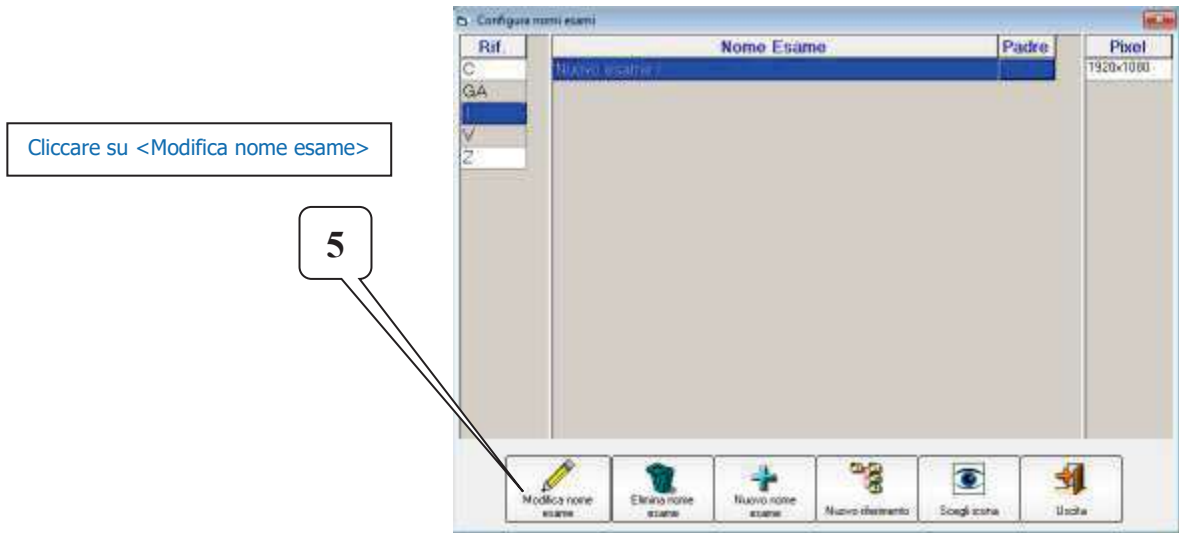 Configura nomi esami
Rif.
Nome Esame
Padre
Pixel
C
Nuovo esame I
1920x1080
GA
I
V
Z
Cliccare su <Modifica nome esame>
5
Modifica nome
esame
Elimina nome
esame
Nuovo nome
esame
Nuovo riferimento
Scegli icona
Uscita